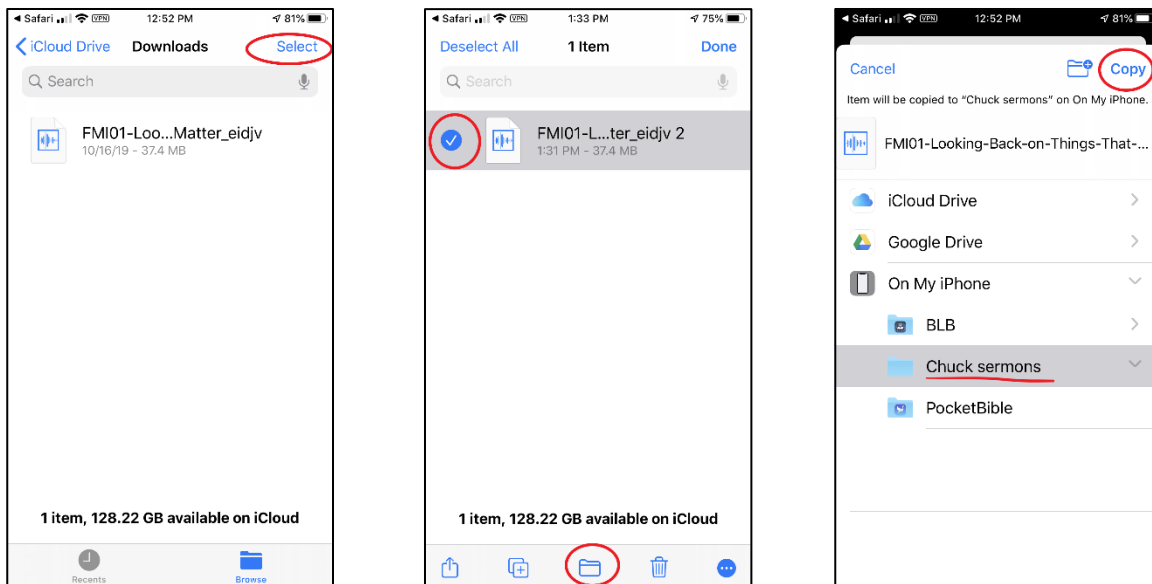 Safari VPN 12:52 PM 81%
iCloud Drive Downloads Select
Search
FMI01-Loo...Matter_eidjv
10/16/19 - 37.4 MB
1 item, 128.22 GB available on iCloud
Recents Browse
Safari VPN 1:33 PM 75%
Deselect All 1 Item Done
Search
FMI01-L...ter_eidjv 2
1:31 PM - 37.4 MB
1 item, 128.22 GB available on iCloud
Safari VPN 12:52 PM 81%
Cancel Copy
Item will be copied to “Chuck sermons” on On My iPhone.
FMI01-Looking-Back-on-Things-That-...
iCloud Drive
Google Drive
On My iPhone
BLB
Chuck sermons
PocketBible